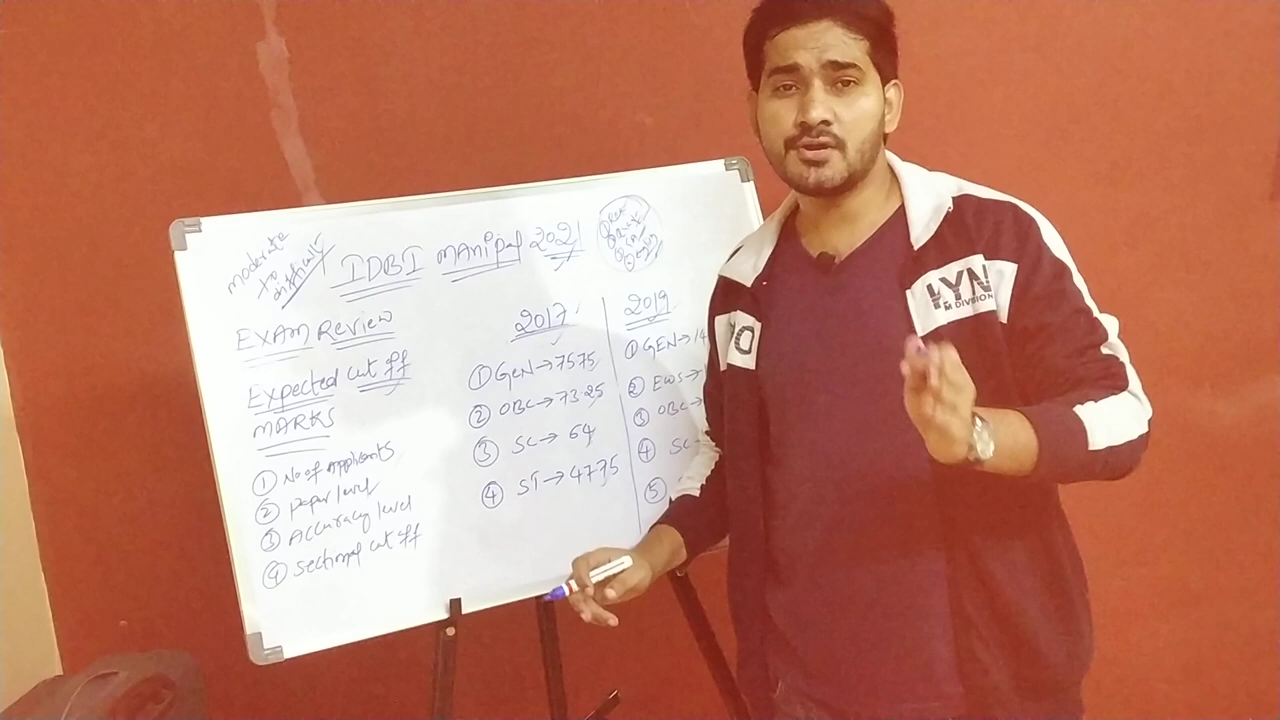 moderate
to
difficult
IDBI MANIPAL 2021
EXAM Review
Expected cut off
MARKS
① No of applicants
② paper level
③ Accuracy level
④ sectional cut off
2017
① GEN → 75.75
② OBC → 73.25
③ SC → 64
④ ST → 47.75
2019
① GEN → 14
② EWS →
③ OBC →
④ SC →
⑤
LYN
M DIVISION